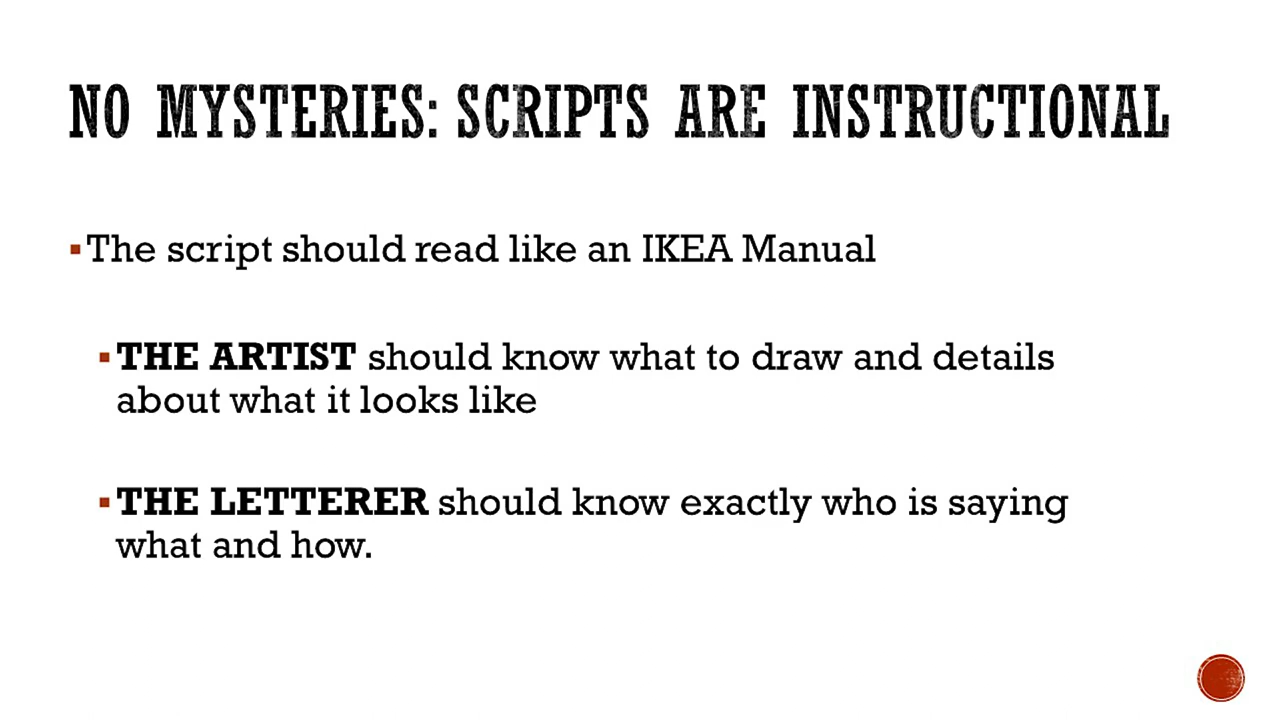 NO MYSTERIES: SCRIPTS ARE INSTRUCTIONAL
The script should read like an IKEA Manual
THE ARTIST should know what to draw and details
about what it looks like
THE LETTERER should know exactly who is saying
what and how.